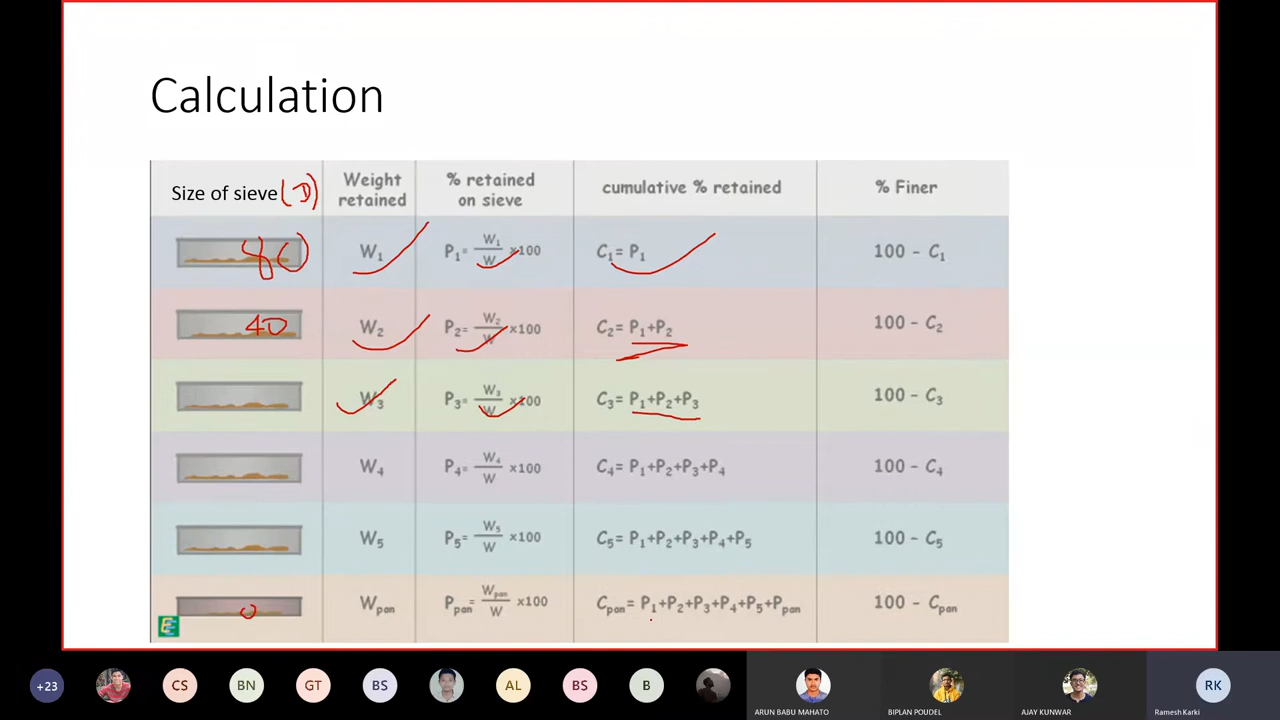 Calculation
Size of sieve (D)
Weight retained
% retained on sieve
cumulative % retained
% Finer
80 W₁ P₁= W₁/W ×100 C₁= P₁ 100 - C₁
40 W₂ P₂= W₂/W ×100 C₂= P₁+P₂ 100 - C₂
W₃ P₃= W₃/W ×100 C₃= P₁+P₂+P₃ 100 - C₃
W₄ P₄= W₄/W ×100 C₄= P₁+P₂+P₃+P₄ 100 - C₄
W₅ P₅= W₅/W ×100 C₅= P₁+P₂+P₃+P₄+P₅ 100 - C₅
0 Wpan Ppan= Wpan/W ×100 Cpan= P₁+P₂+P₃+P₄+P₅+Ppan 100 - Cpan
+23 CS BN GT BS AL BS B RK
ARUN BABU MAHATO BIPLAN POUDEL AJAY KUNWAR Ramesh Karki